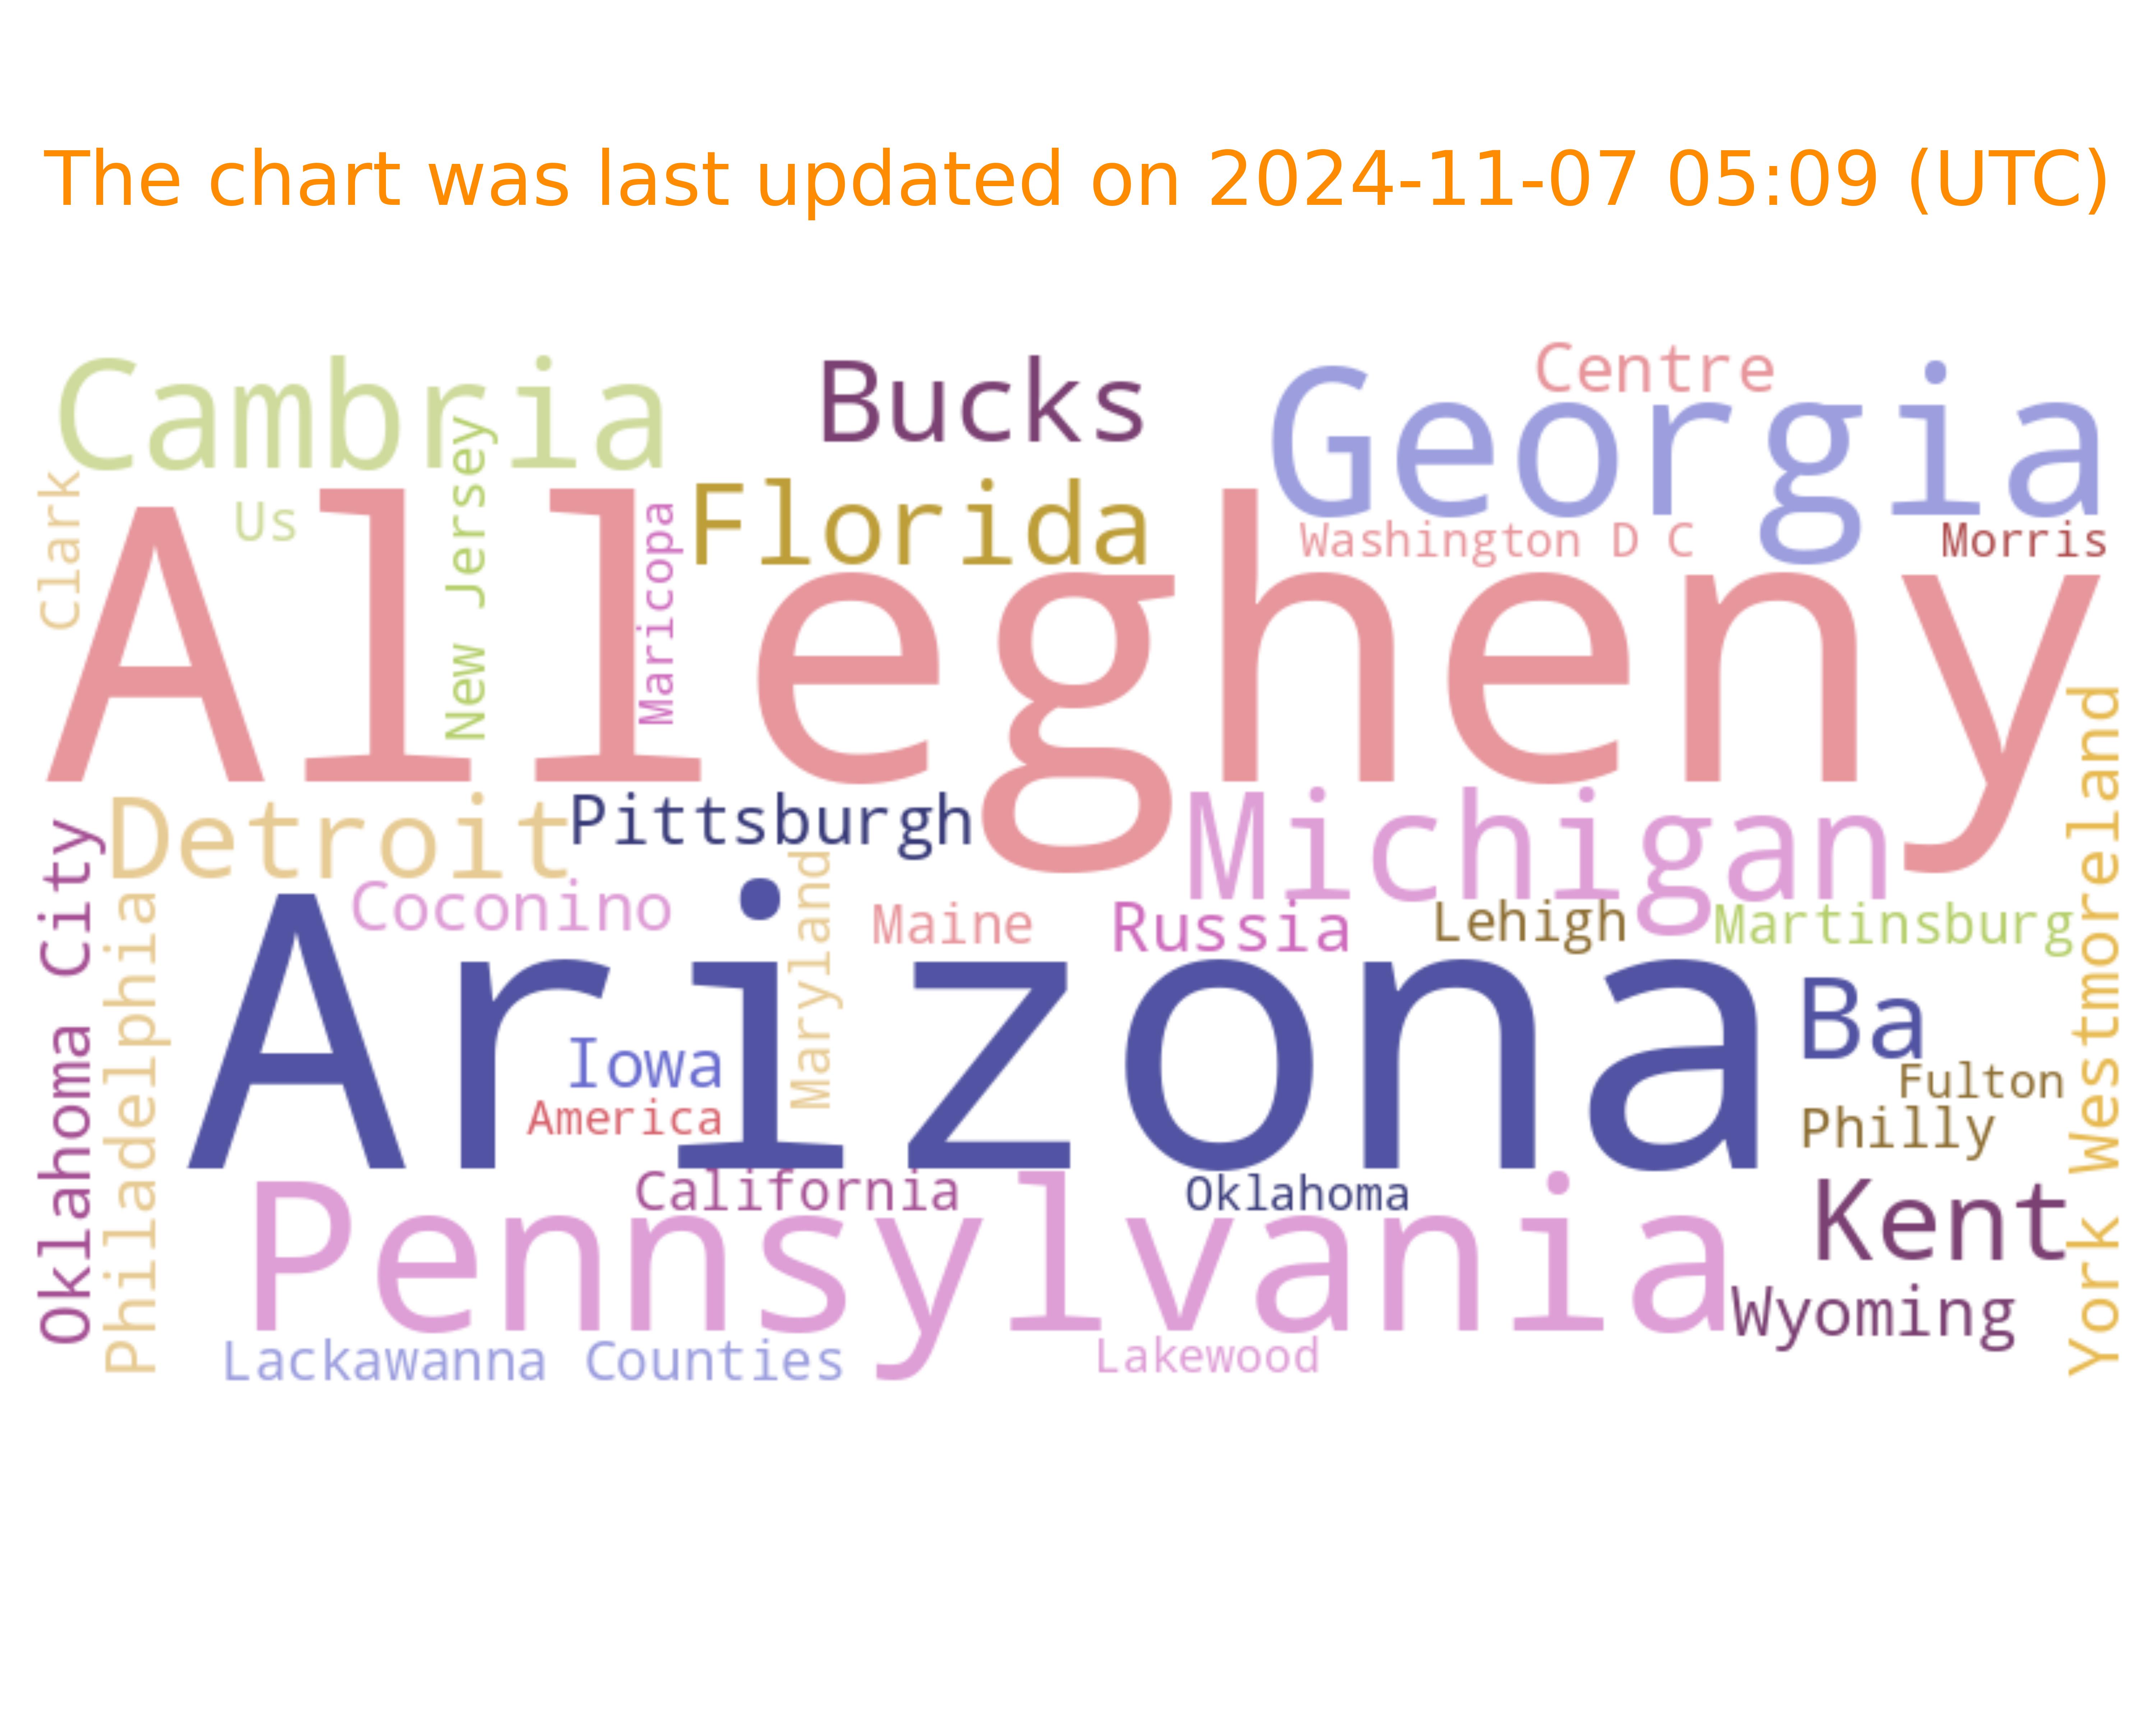 The chart was last updated on 2024-11-07 05:09 (UTC)
Cambria
Bucks
Georgia
Centre
Clark
Us
New Jersey
Maricopa
Florida
Washington D C
Morris
Allegheny
Detroit
Pittsburgh
Michigan
Westmoreland
Oklahoma City
Philadelphia
Coconino
Maryland
Maine
Russia
Lehigh
Martinsburg
Arizona
Iowa
America
Ba
Fulton
Philly
California
Oklahoma
Pennsylvania
Kent
Wyoming
York
Lackawanna Counties
Lakewood